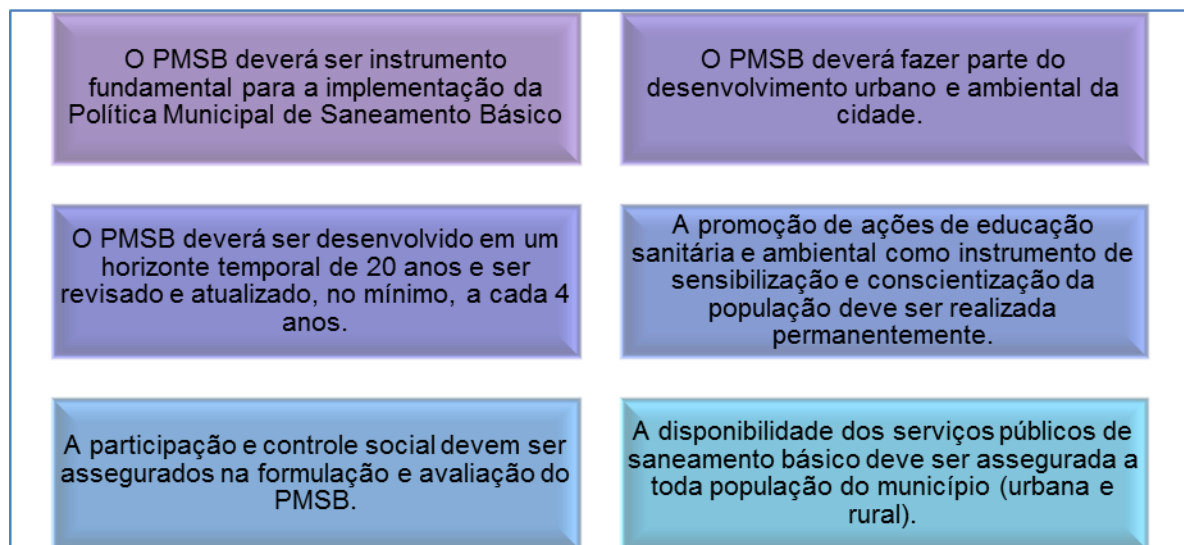 O PMSB deverá ser instrumento
fundamental para a implementação da
Política Municipal de Saneamento Básico
O PMSB deverá fazer parte do
desenvolvimento urbano e ambiental da
cidade.
O PMSB deverá ser desenvolvido em um
horizonte temporal de 20 anos e ser
revisado e atualizado, no mínimo, a cada 4
anos.
A promoção de ações de educação
sanitária e ambiental como instrumento de
sensibilização e conscientização da
população deve ser realizada
permanentemente.
A participação e controle social devem ser
assegurados na formulação e avaliação do
PMSB.
A disponibilidade dos serviços públicos de
saneamento básico deve ser assegurada a
toda população do município (urbana e
rural).